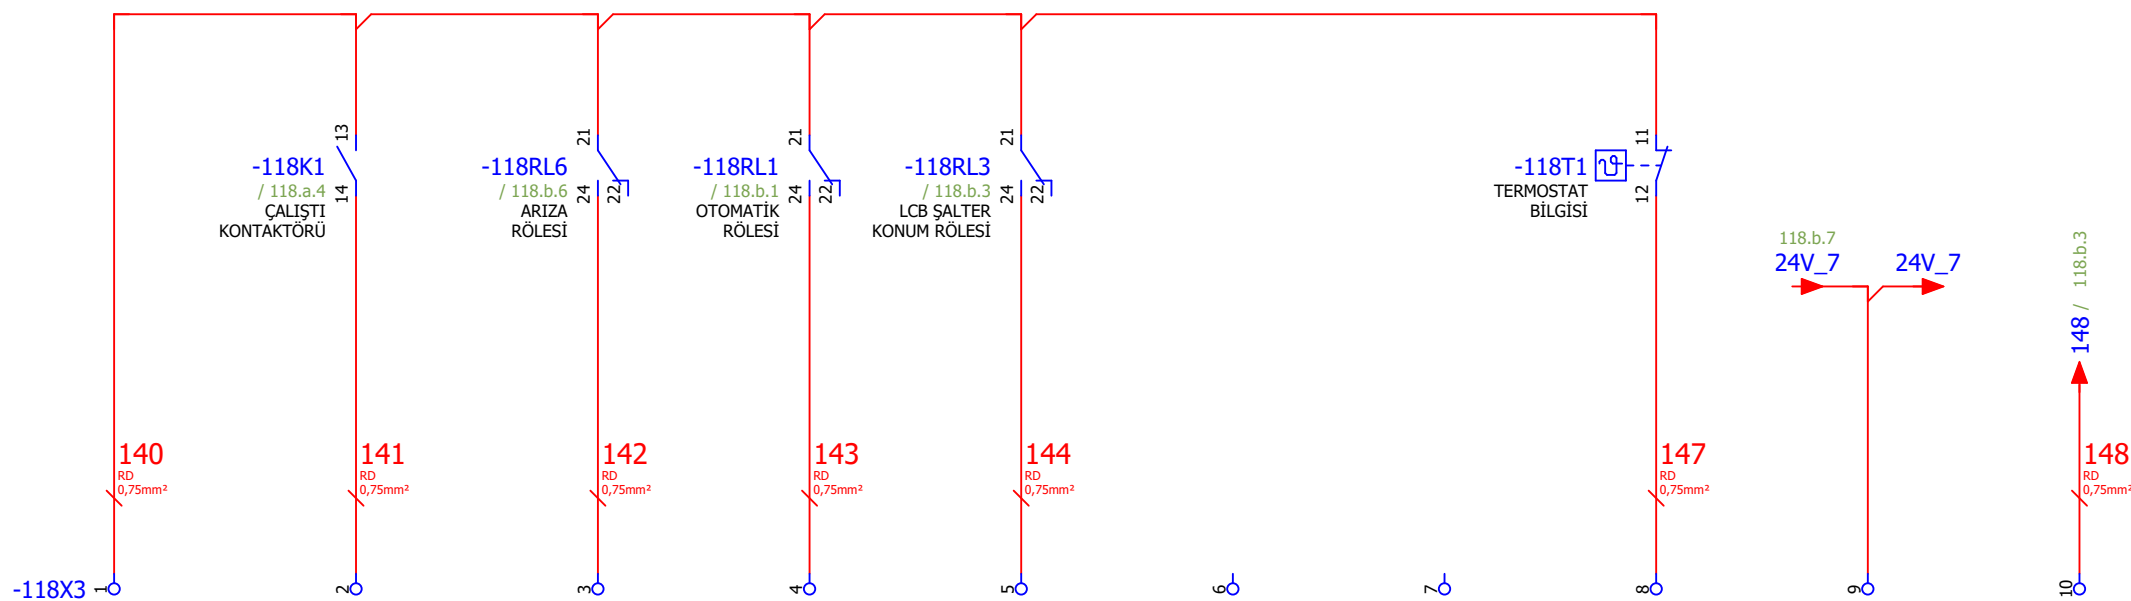 13
-118K1
/ 118.a.4
14
ÇALIŞTI
KONTAKTÖRÜ
21
-118RL6
/ 118.b.6
24
22
ARIZA
RÖLESİ
21
-118RL1
/ 118.b.1
24
22
OTOMATİK
RÖLESİ
21
-118RL3
/ 118.b.3
24
22
LCB ŞALTER
KONUM RÖLESİ
11
-118T1
12
TERMOSTAT
BİLGİSİ
118.b.7
24V_7
24V_7
148 / 118.b.3
140
RD
0,75mm²
141
RD
0,75mm²
142
RD
0,75mm²
143
RD
0,75mm²
144
RD
0,75mm²
147
RD
0,75mm²
148
RD
0,75mm²
-118X3
1
2
3
4
5
6
7
8
9
10